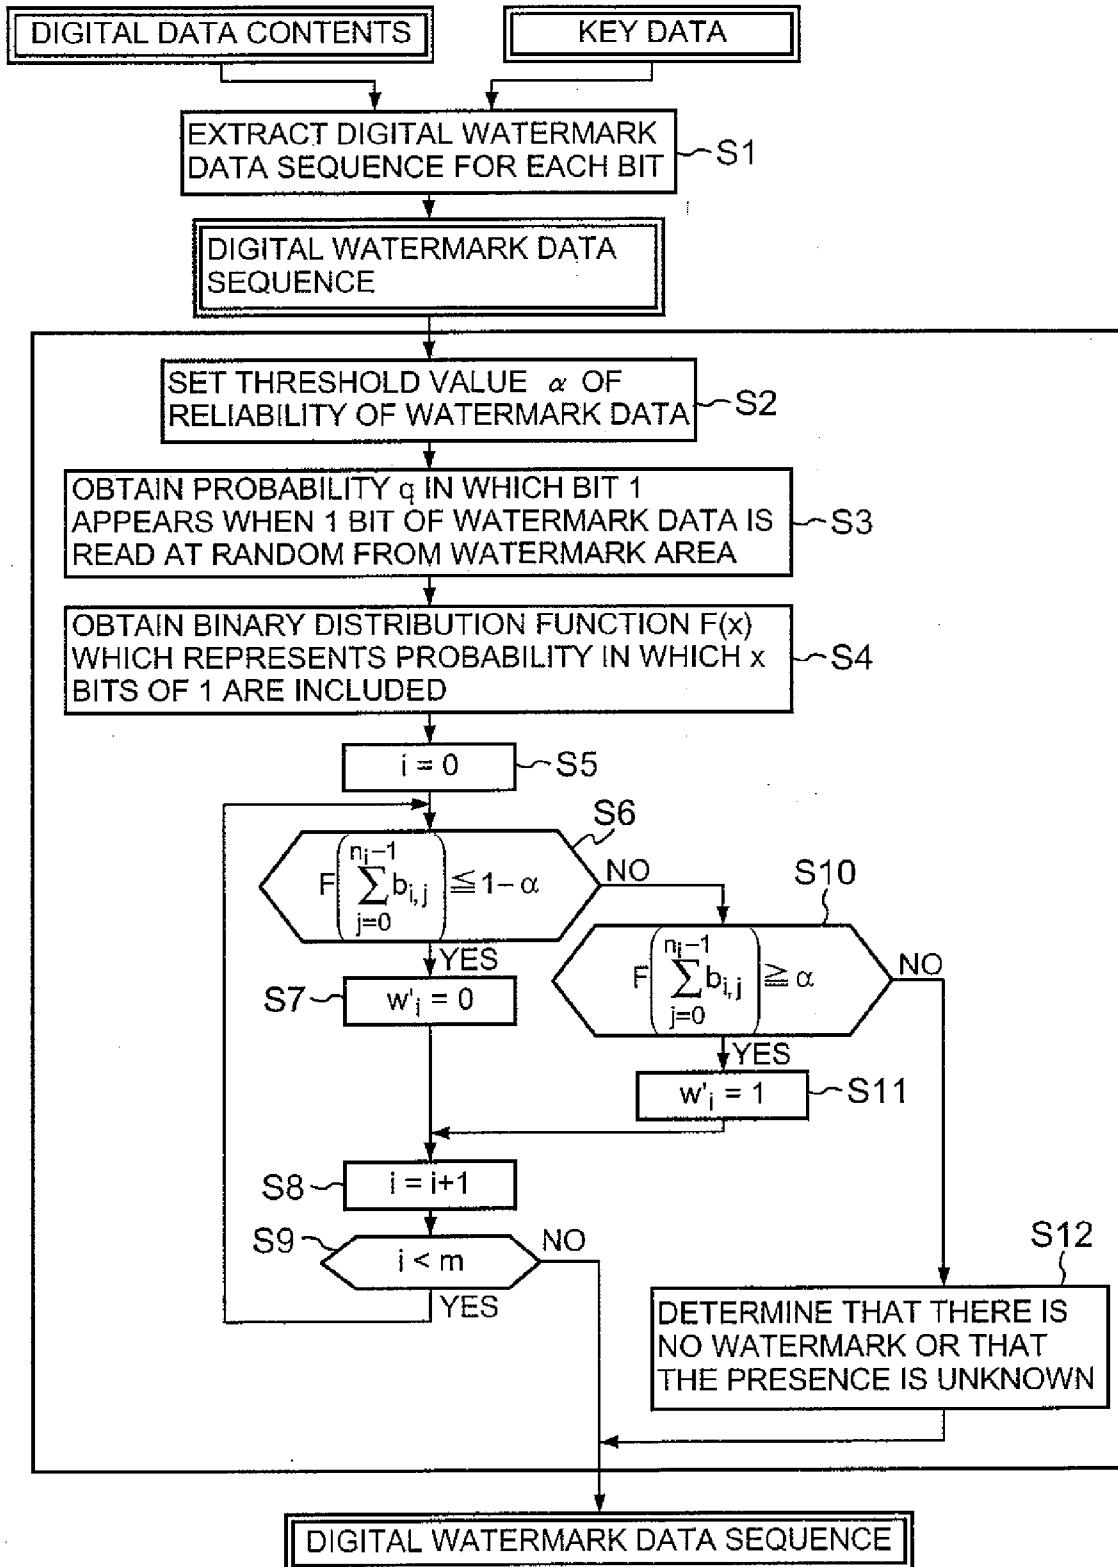 DIGITAL DATA CONTENTS
KEY DATA
EXTRACT DIGITAL WATERMARK
DATA SEQUENCE FOR EACH BIT
S1
DIGITAL WATERMARK DATA
SEQUENCE
SET THRESHOLD VALUE α OF
RELIABILITY OF WATERMARK DATA
S2
OBTAIN PROBABILITY q IN WHICH BIT 1
APPEARS WHEN 1 BIT OF WATERMARK DATA IS
READ AT RANDOM FROM WATERMARK AREA
S3
OBTAIN BINARY DISTRIBUTION FUNCTION F(x)
WHICH REPRESENTS PROBABILITY IN WHICH x
BITS OF 1 ARE INCLUDED
S4
i = 0
S5
S6
F(∑_{j=0}^{n_i−1} b_{i,j}) ≦ 1− α
NO
YES
S10
F(∑_{j=0}^{n_i−1} b_{i,j}) ≧ α
NO
YES
S7
w'_i = 0
w'_i = 1
S11
S8
i = i+1
S9
i < m
NO
YES
S12
DETERMINE THAT THERE IS
NO WATERMARK OR THAT
THE PRESENCE IS UNKNOWN
DIGITAL WATERMARK DATA SEQUENCE